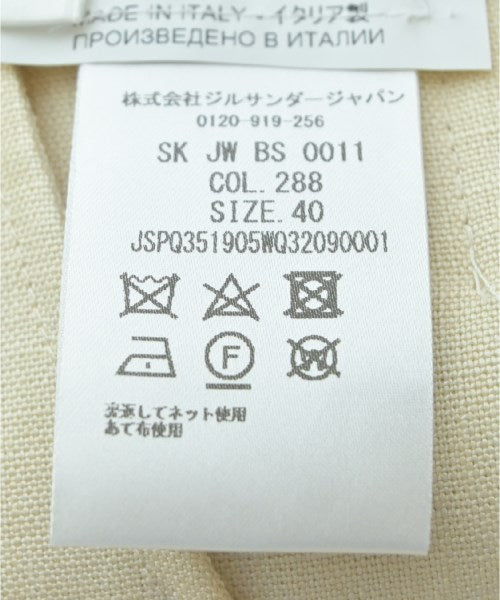 MADE IN ITALY - イタリア製
ПРОИЗВЕДЕНО В ИТАЛИИ
株式会社ジルサンダージャパン
0120-919-256
SK JW BS 0011
COL.288
SIZE.40
JSPQ351905WQ32090001
F
W
裏返してネット使用
あて布使用